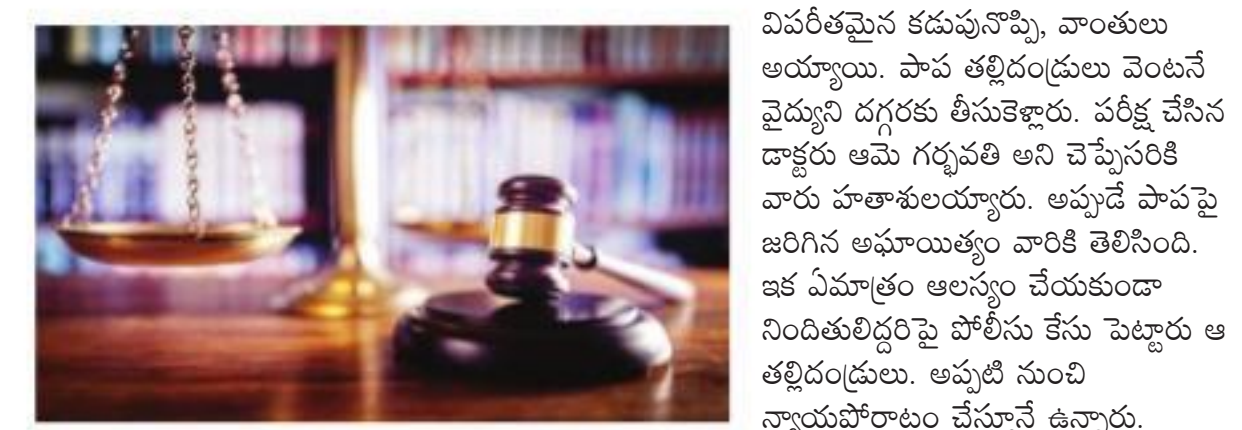 విపరీతమైన కడుపునొప్పి, వాంతులు
అయ్యాయి. పాప తల్లిదండ్రులు వెంటనే
వైద్యుని దగ్గరకు తీసుకెళ్లారు. పరీక్ష చేసిన
డాక్టరు ఆమె గర్భవతి అని చెప్పేసరికి
వారు హతాశులయ్యారు. అప్పుడే పాపపై
జరిగిన అఘాయిత్యం వారికి తెలిసింది.
ఇక ఏమాత్రం ఆలస్యం చేయకుండా
నిందితులిద్దరిపై పోలీసు కేసు పెట్టారు ఆ
తల్లిదండ్రులు. అప్పటి నుంచి
న్యాయపోరాటం చేస్తూనే ఉన్నారు.